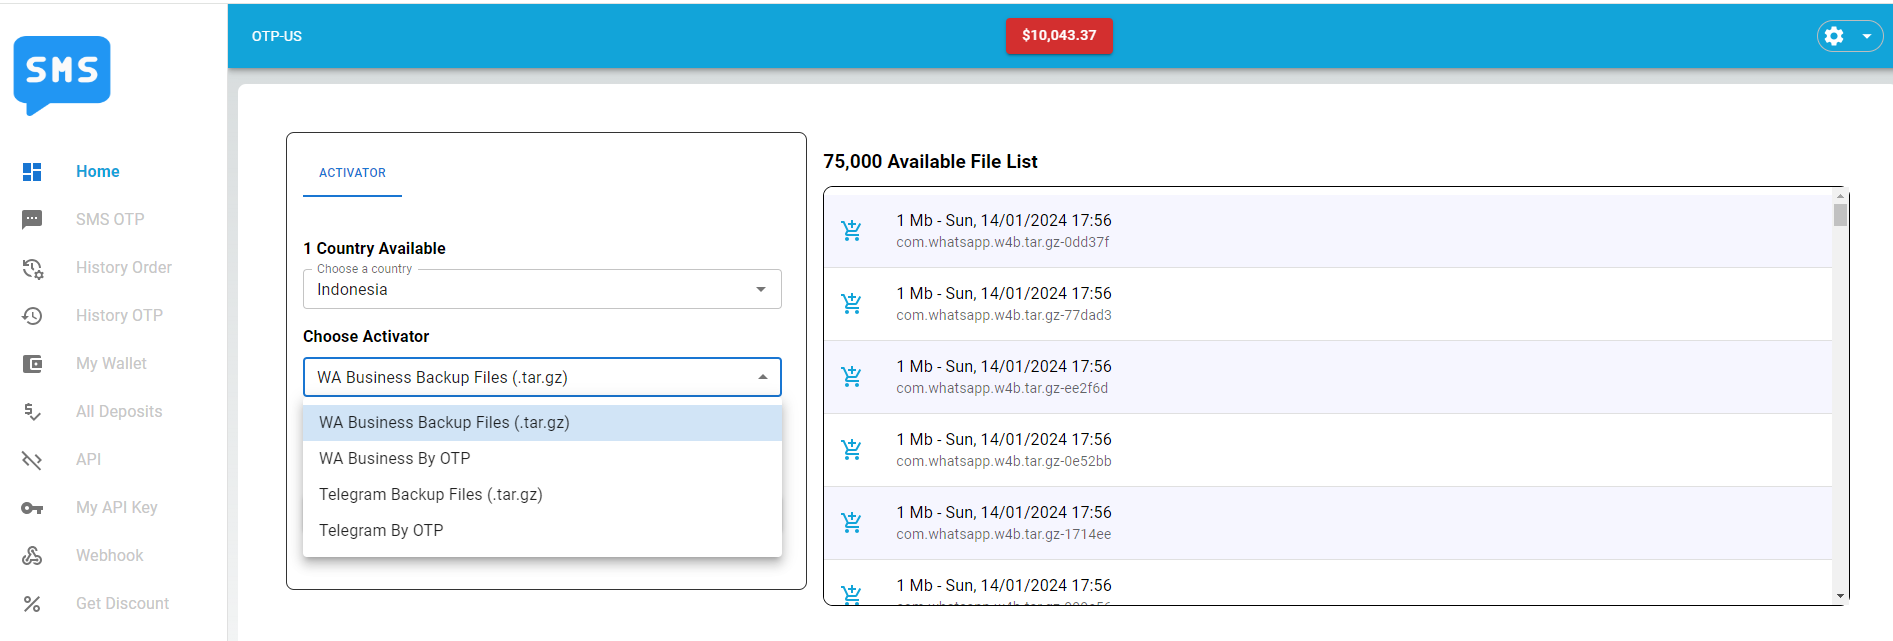 SMS
OTP-US
$10,043.37
Home
SMS OTP
History Order
History OTP
My Wallet
All Deposits
API
My API Key
Webhook
Get Discount
ACTIVATOR
1 Country Available
Choose a country
Indonesia
Choose Activator
WA Business Backup Files (.tar.gz)
WA Business Backup Files (.tar.gz)
WA Business By OTP
Telegram Backup Files (.tar.gz)
Telegram By OTP
75,000 Available File List
1 Mb - Sun, 14/01/2024 17:56
com.whatsapp.w4b.tar.gz-0dd37f
1 Mb - Sun, 14/01/2024 17:56
com.whatsapp.w4b.tar.gz-77dad3
1 Mb - Sun, 14/01/2024 17:56
com.whatsapp.w4b.tar.gz-ee2f6d
1 Mb - Sun, 14/01/2024 17:56
com.whatsapp.w4b.tar.gz-0e52bb
1 Mb - Sun, 14/01/2024 17:56
com.whatsapp.w4b.tar.gz-1714ee
1 Mb - Sun, 14/01/2024 17:56